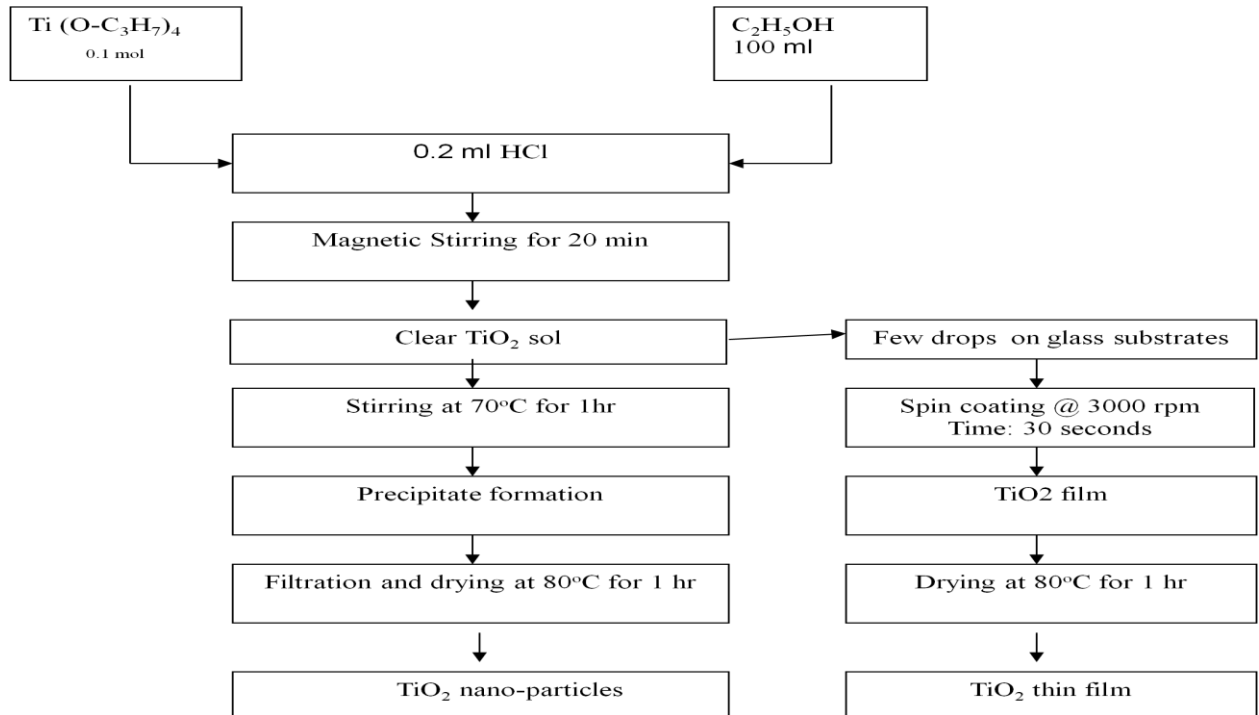 Ti (O-C₃H₇)₄
0.1 mol
C₂H₅OH
100 ml
0.2 ml HCl
Magnetic Stirring for 20 min
Clear TiO₂ sol
Few drops on glass substrates
Stirring at 70°C for 1hr
Spin coating @ 3000 rpm
Time: 30 seconds
Precipitate formation
TiO2 film
Filtration and drying at 80°C for 1 hr
Drying at 80°C for 1 hr
TiO₂ nano-particles
TiO₂ thin film